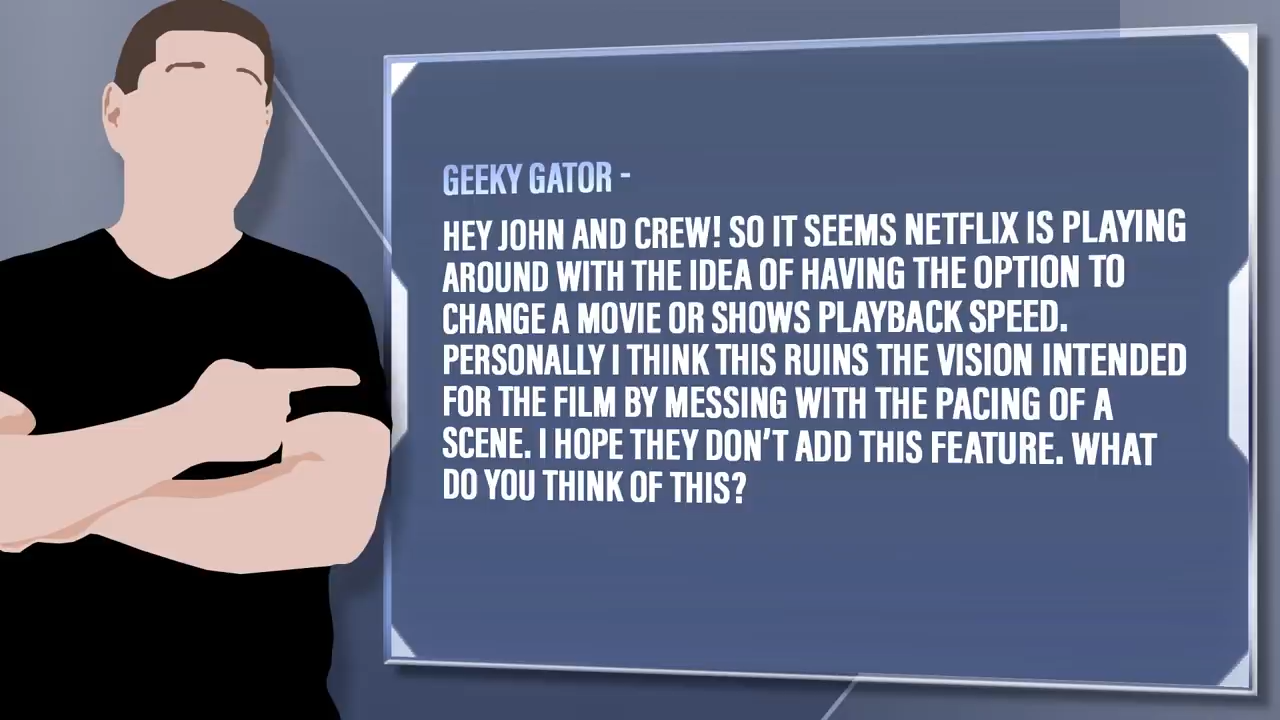 GEEKY GATOR -
HEY JOHN AND CREW! SO IT SEEMS NETFLIX IS PLAYING
AROUND WITH THE IDEA OF HAVING THE OPTION TO
CHANGE A MOVIE OR SHOWS PLAYBACK SPEED.
PERSONALLY I THINK THIS RUINS THE VISION INTENDED
FOR THE FILM BY MESSING WITH THE PACING OF A
SCENE. I HOPE THEY DON'T ADD THIS FEATURE. WHAT
DO YOU THINK OF THIS?